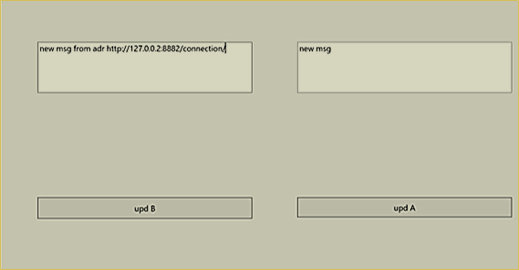 new msg from adr http://127.0.0.2:8882/connection/
new msg
upd B
upd A